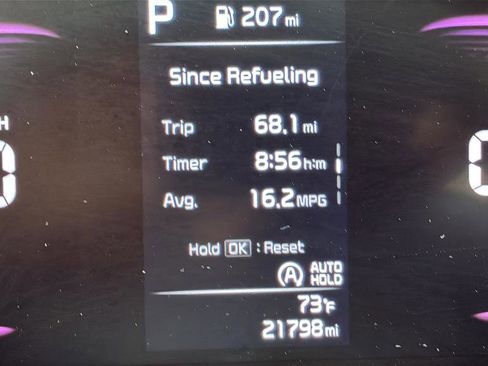 P 207 mi
Since Refueling
Trip 68.1 mi
Timer 8:56 h:m
Avg. 16.2 MPG
Hold OK : Reset
A AUTO HOLD
73°F
21798 mi
H
0